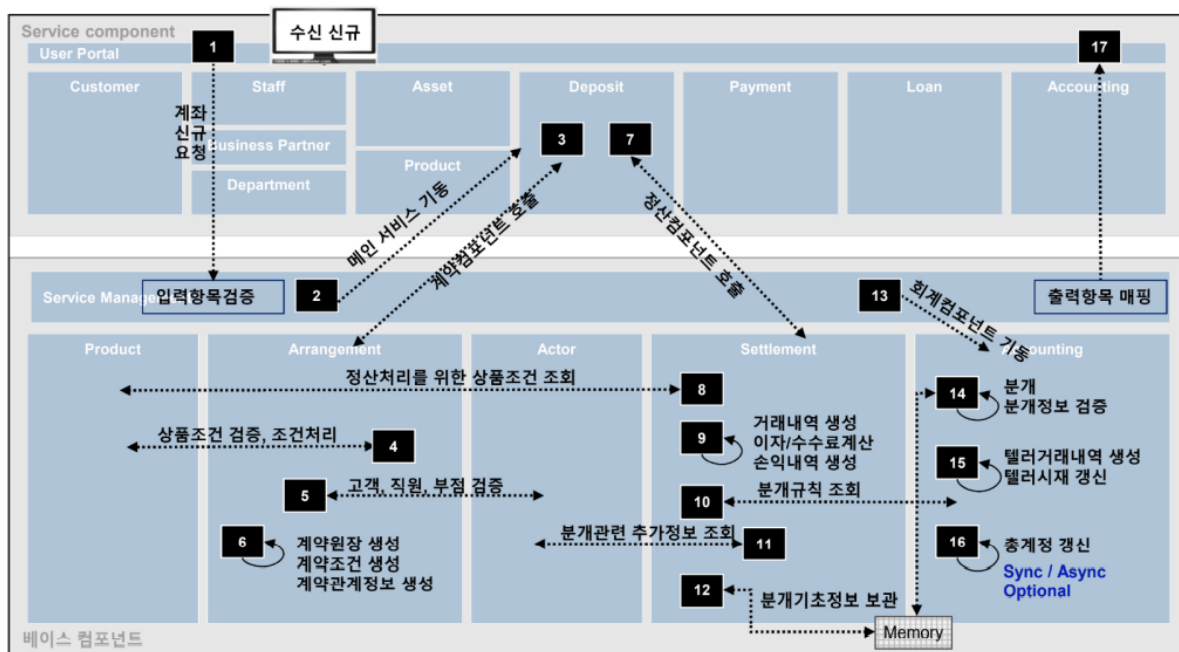 Service component
수신 신규
1
17
User Portal
Customer
Staff
Asset
Deposit
Payment
Loan
Accounting
계좌
신규
요청
3
7
Business Partner
Product
Department
메인 서비스 기동
계약컴포넌트 호출
정산컴포넌트 호출
Service Manage
입력항목검증
2
13
출력항목 매핑
회계컴포넌트 기동
Product
Arrangement
Actor
Settlement
Accounting
정산처리를 위한 상품조건 조회
8
14
분개
분개정보 검증
상품조건 검증, 조건처리
4
9
거래내역 생성
이자/수수료계산
손익내역 생성
15
텔러거래내역 생성
텔러시재 갱신
5
고객, 직원, 부점 검증
10
분개규칙 조회
6
계약원장 생성
계약조건 생성
계약관계정보 생성
분개관련 추가정보 조회
11
16
총계정 갱신
Sync / Async
Optional
12
분개기초정보 보관
Memory
베이스 컴포넌트